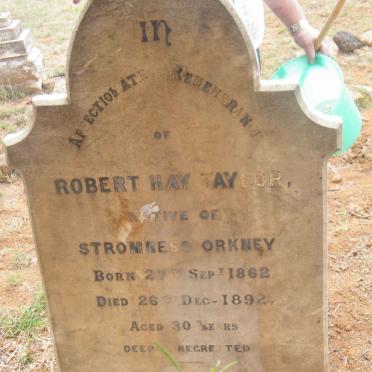 IN
AFFECTIONATE REMEMBRANCE
OF
ROBERT HAY TAYLOR,
NATIVE OF
STROMNESS ORKNEY
BORN 27TH SEPT 1862
DIED 26TH DEC- 1892.
AGED 30 YEARS
DEEPLY REGRETTED